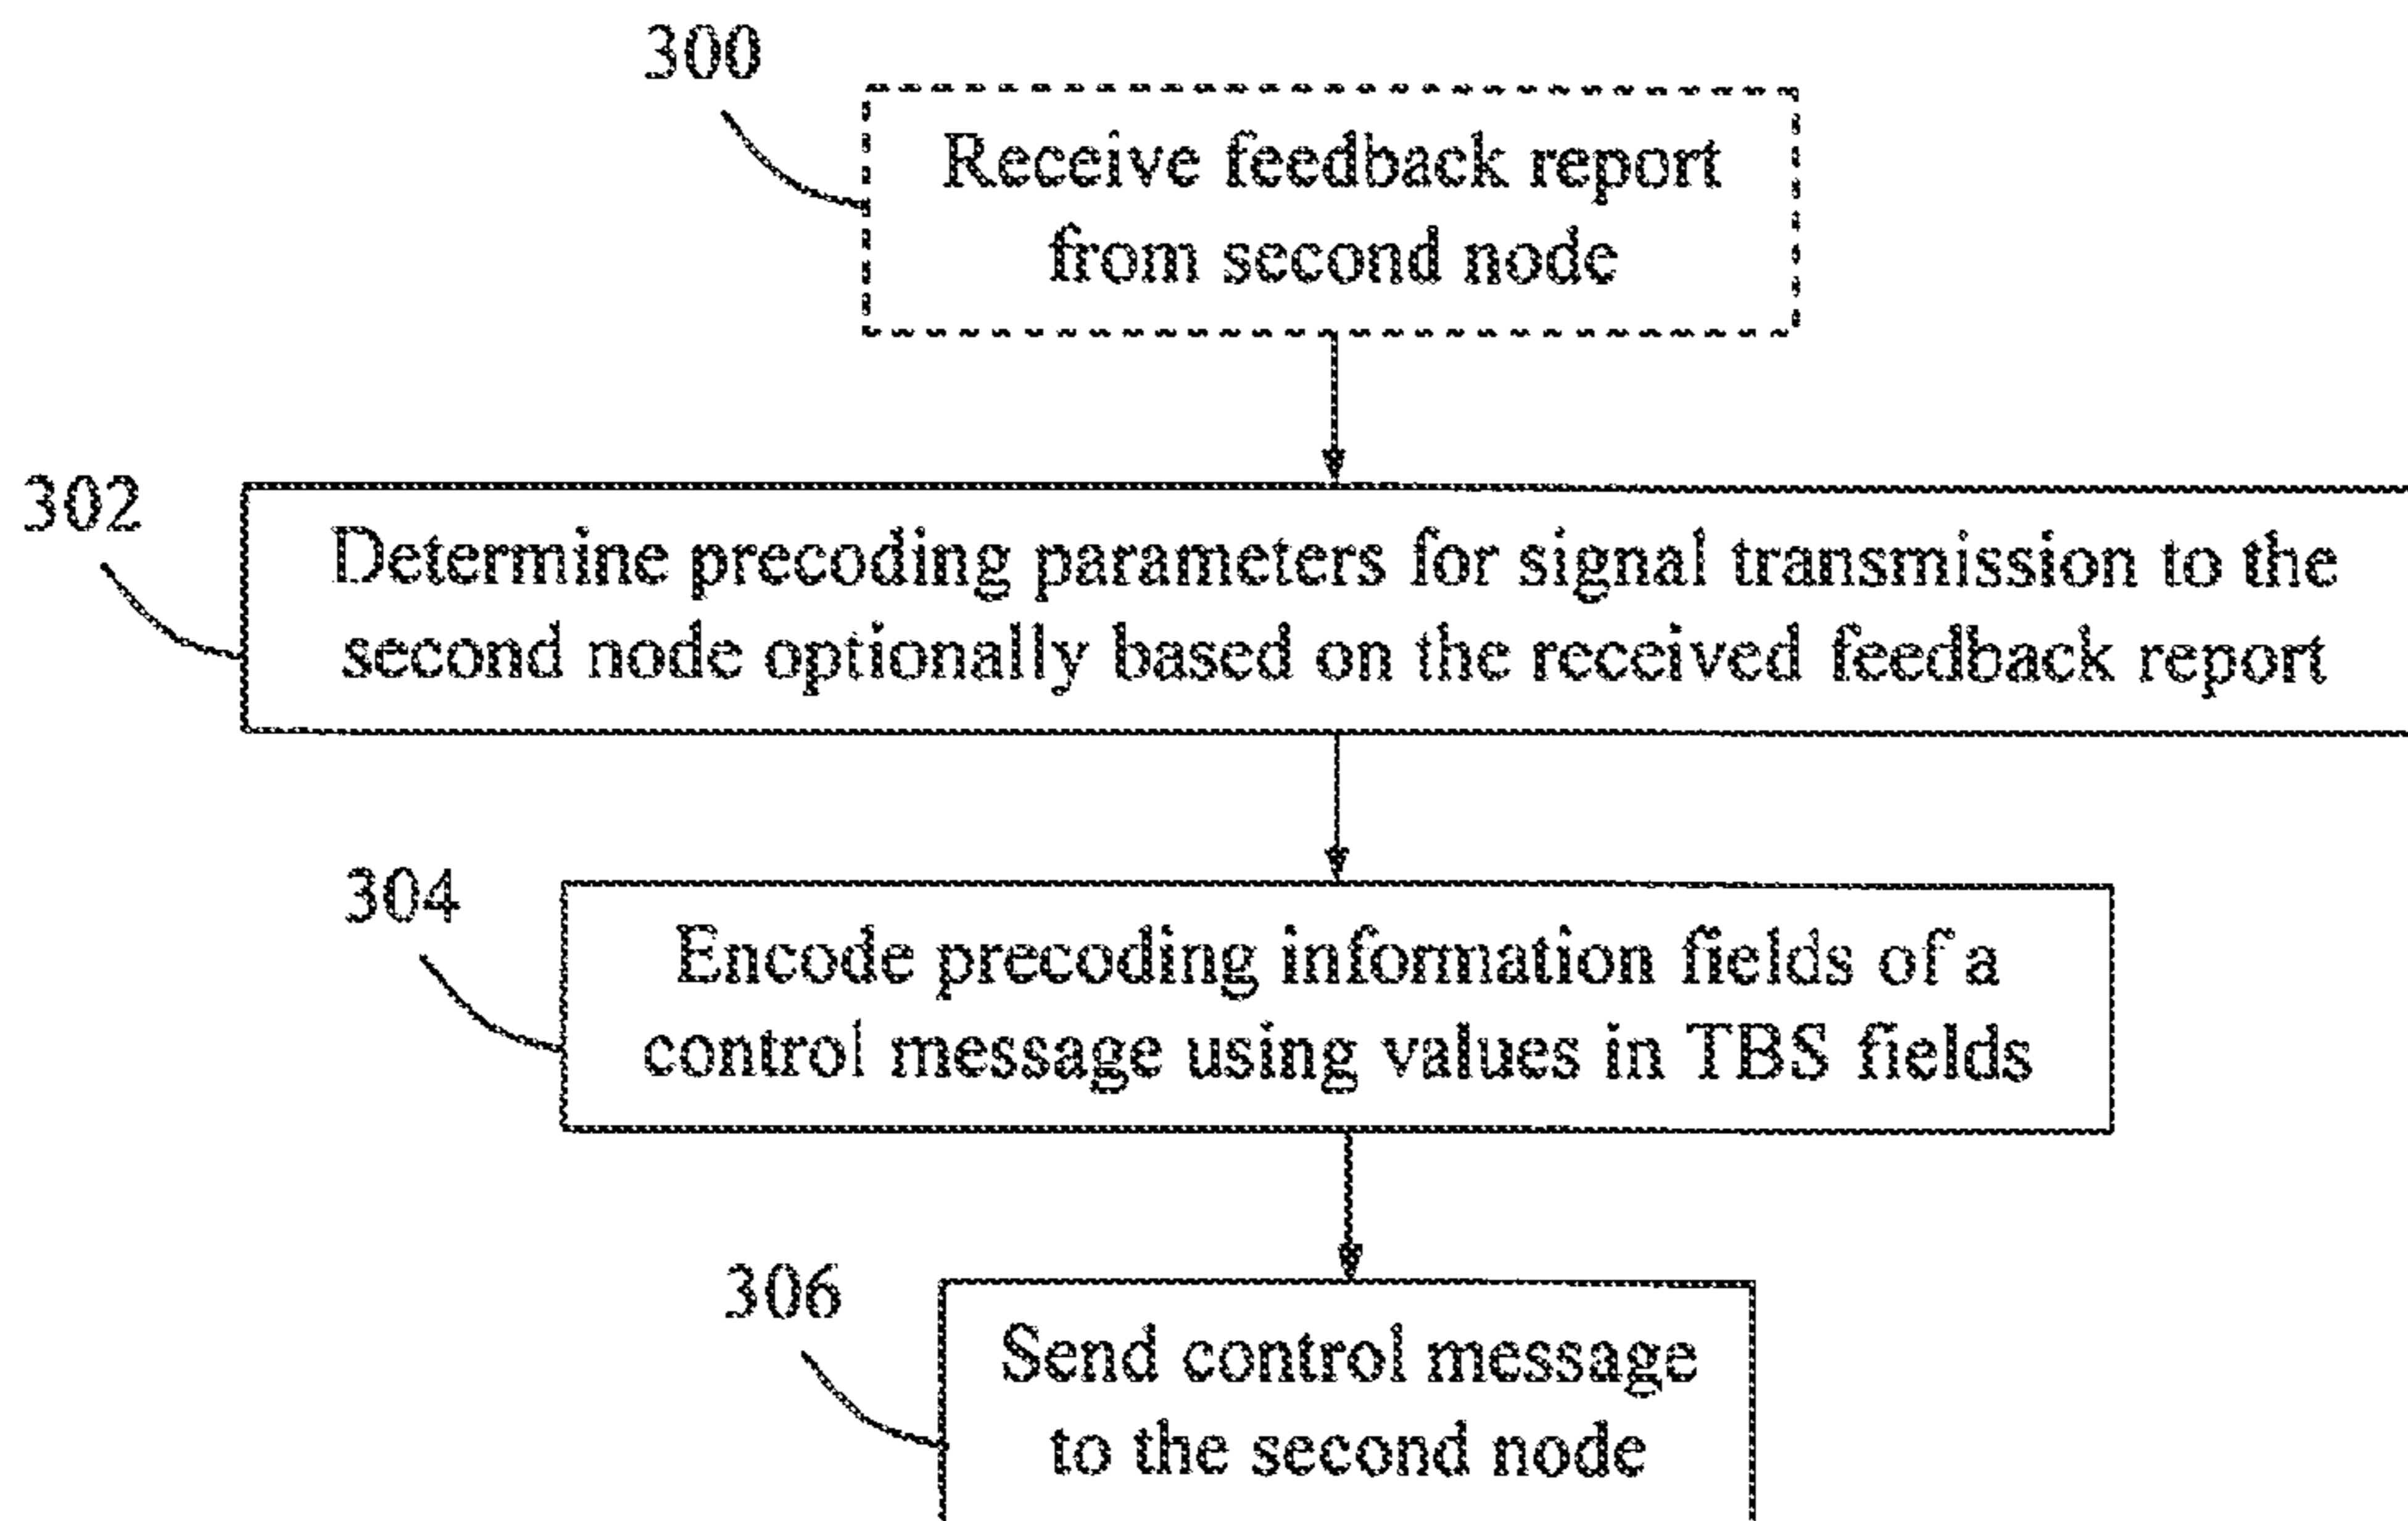 300
Receive feedback report
from second node
302
Determine precoding parameters for signal transmission to the
second node optionally based on the received feedback report
304
Encode precoding information fields of a
control message using values in TBS fields
306
Send control message
to the second node